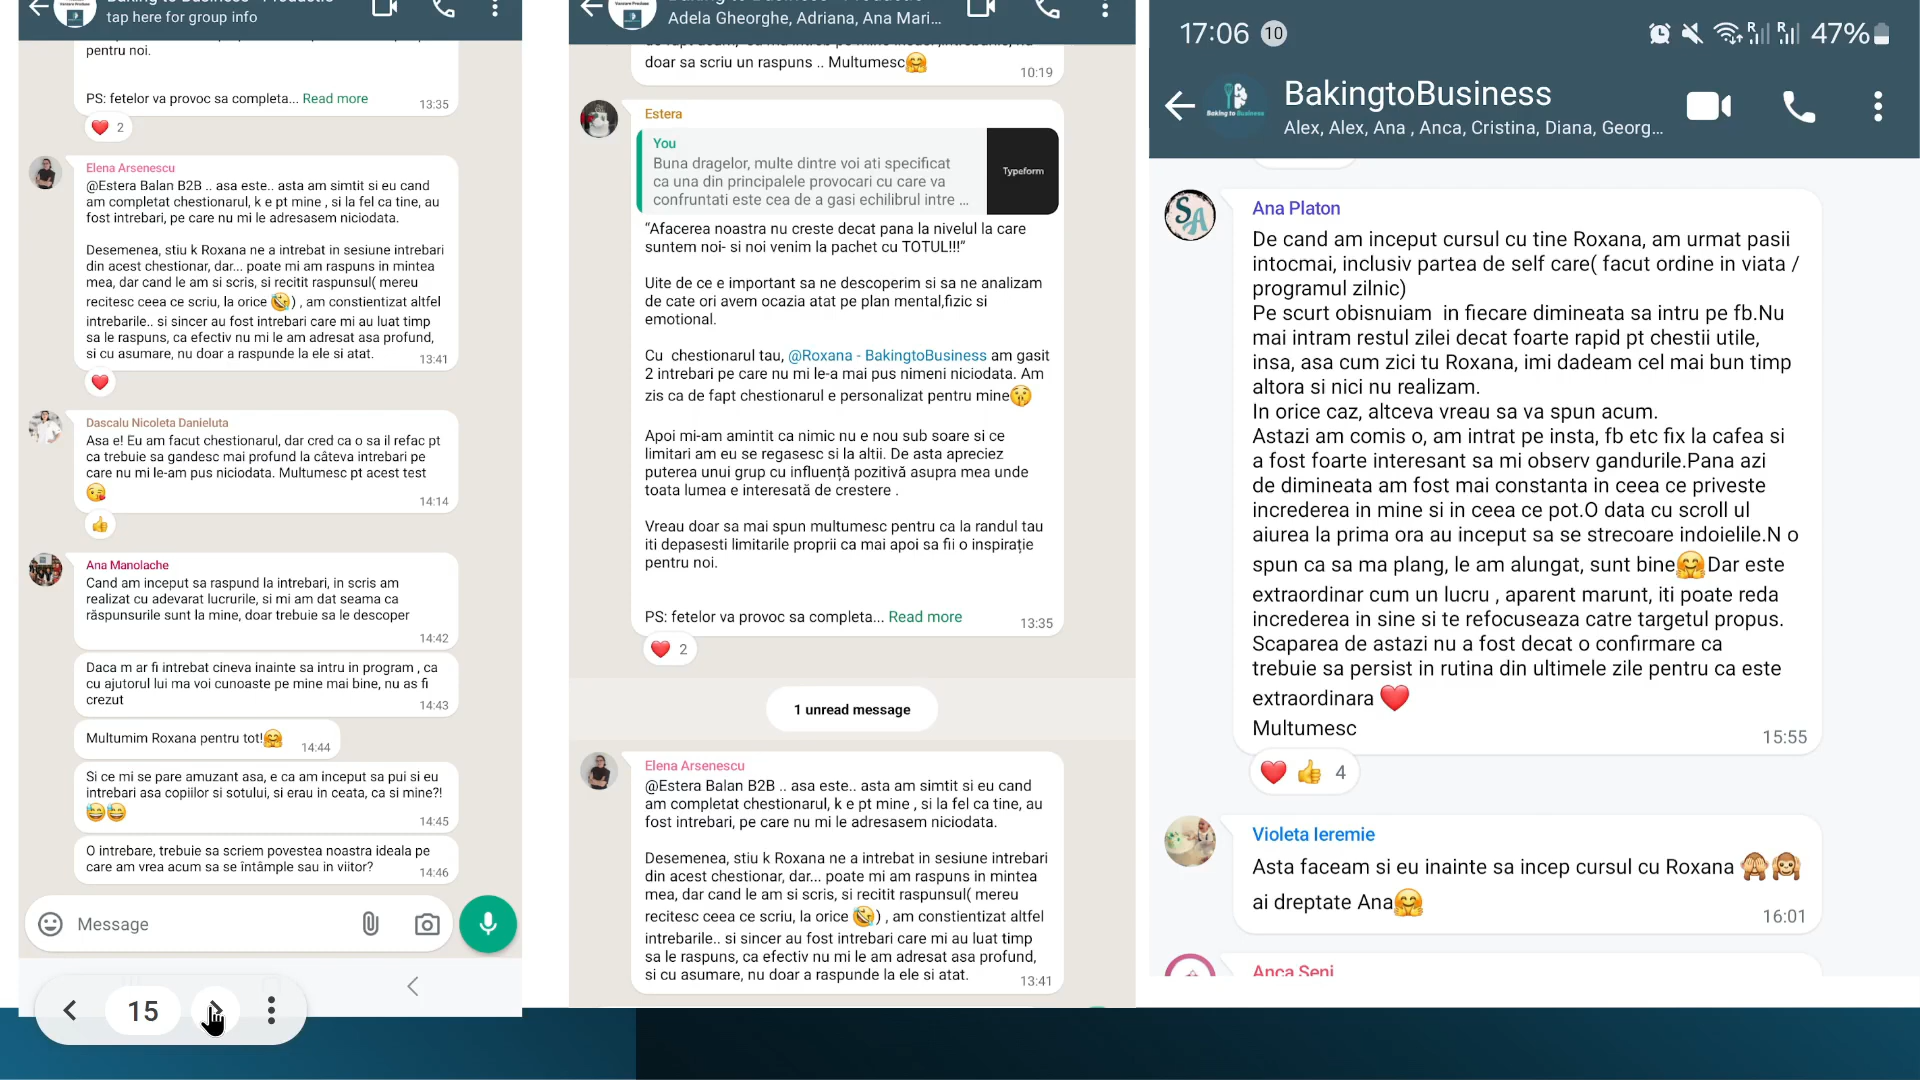 tap here for group info
pentru noi.
PS: fetelor va provoc sa completa... Read more
13:35
2
Elena Arsenescu
@Estera Balan B2B .. asa este.. asta am simtit si eu cand
am completat chestionarul, k e pt mine , si la fel ca tine, au
fost intrebari, pe care nu mi le adresasem niciodata.
Desemenea, stiu k Roxana ne a intrebat in sesiune intrebari
din acest chestionar, dar... poate mi am raspuns in mintea
mea, dar cand le am si scris, si recitit raspunsul( mereu
recitesc ceea ce scriu, la orice 🤣) , am constientizat altfel
intrebarile.. si sincer au fost intrebari care mi au luat timp
sa le raspuns, ca efectiv nu mi le am adresat asa profund,
si cu asumare, nu doar a raspunde la ele si atat.
13:41
Dascalu Nicoleta Danieluta
Asa e! Eu am facut chestionarul, dar cred ca o sa il refac pt
ca trebuie sa gandesc mai profund la câteva intrebari pe
care nu mi le-am pus niciodata. Multumesc pt acest test
😘
14:14
Ana Manolache
Cand am inceput sa raspund la intrebari, in scris am
realizat cu adevarat lucrurile, si mi am dat seama ca
răspunsurile sunt la mine, doar trebuie sa le descoper
14:42
Daca m ar fi intrebat cineva inainte sa intru in program , ca
cu ajutorul lui ma voi cunoaste pe mine mai bine, nu as fi
crezut
14:43
Multumim Roxana pentru tot!🤗
14:44
Si ce mi se pare amuzant asa, e ca am inceput sa pui si eu
intrebari asa copiilor si sotului, si erau in ceata, ca si mine?!
😅😅
14:45
O intrebare, trebuie sa scriem povestea noastra ideala pe
care am vrea acum sa se întâmple sau in viitor?
14:46
Message
15
Adela Gheorghe, Adriana, Ana Mari...
doar sa scriu un raspuns .. Multumesc🤗
10:19
Estera
You
Buna dragelor, multe dintre voi ati specificat
ca una din principalele provocari cu care va
confruntati este cea de a gasi echilibrul intre ...
Typeform
“Afacerea noastra nu creste decat pana la nivelul la care
suntem noi- si noi venim la pachet cu TOTUL!!!”
Uite de ce e important sa ne descoperim si sa ne analizam
de cate ori avem ocazia atat pe plan mental,fizic si
emotional.
Cu  chestionarul tau, @Roxana - BakingtoBusiness am gasit
2 intrebari pe care nu mi le-a mai pus nimeni niciodata. Am
zis ca de fapt chestionarul e personalizat pentru mine🤫
Apoi mi-am amintit ca nimic nu e nou sub soare si ce
limitari am eu se regasesc si la altii. De asta apreciez
puterea unui grup cu influență pozitivă asupra mea unde
toata lumea e interesată de crestere .
Vreau doar sa mai spun multumesc pentru ca la randul tau
iti depasesti limitarile proprii ca mai apoi sa fii o inspirație
pentru noi.
PS: fetelor va provoc sa completa... Read more
13:35
2
1 unread message
Elena Arsenescu
@Estera Balan B2B .. asa este.. asta am simtit si eu cand
am completat chestionarul, k e pt mine , si la fel ca tine, au
fost intrebari, pe care nu mi le adresasem niciodata.
Desemenea, stiu k Roxana ne a intrebat in sesiune intrebari
din acest chestionar, dar... poate mi am raspuns in mintea
mea, dar cand le am si scris, si recitit raspunsul( mereu
recitesc ceea ce scriu, la orice 🤣) , am constientizat altfel
intrebarile.. si sincer au fost intrebari care mi au luat timp
sa le raspuns, ca efectiv nu mi le am adresat asa profund,
si cu asumare, nu doar a raspunde la ele si atat.
13:41
17:06 10
R R 47%
BakingtoBusiness
Baking to Business
Alex, Alex, Ana , Anca, Cristina, Diana, Georg...
SA
Ana Platon
De cand am inceput cursul cu tine Roxana, am urmat pasii
intocmai, inclusiv partea de self care( facut ordine in viata /
programul zilnic)
Pe scurt obisnuiam  in fiecare dimineata sa intru pe fb.Nu
mai intram restul zilei decat foarte rapid pt chestii utile,
insa, asa cum zici tu Roxana, imi dadeam cel mai bun timp
altora si nici nu realizam.
In orice caz, altceva vreau sa va spun acum.
Astazi am comis o, am intrat pe insta, fb etc fix la cafea si
a fost foarte interesant sa mi observ gandurile.Pana azi
de dimineata am fost mai constanta in ceea ce priveste
increderea in mine si in ceea ce pot.O data cu scroll ul
aiurea la prima ora au inceput sa se strecoare indoielile.N o
spun ca sa ma plang, le am alungat, sunt bine🤗Dar este
extraordinar cum un lucru , aparent marunt, iti poate reda
increderea in sine si te refocuseaza catre targetul propus.
Scaparea de astazi nu a fost decat o confirmare ca
trebuie sa persist in rutina din ultimele zile pentru ca este
extraordinara ❤️
Multumesc
15:55
4
Violeta Ieremie
Asta faceam si eu inainte sa incep cursul cu Roxana 🙈🙉
ai dreptate Ana🤗
16:01
Anca Seni